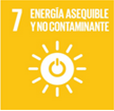 7 ENERGÍA ASEQUIBLE
Y NO CONTAMINANTE